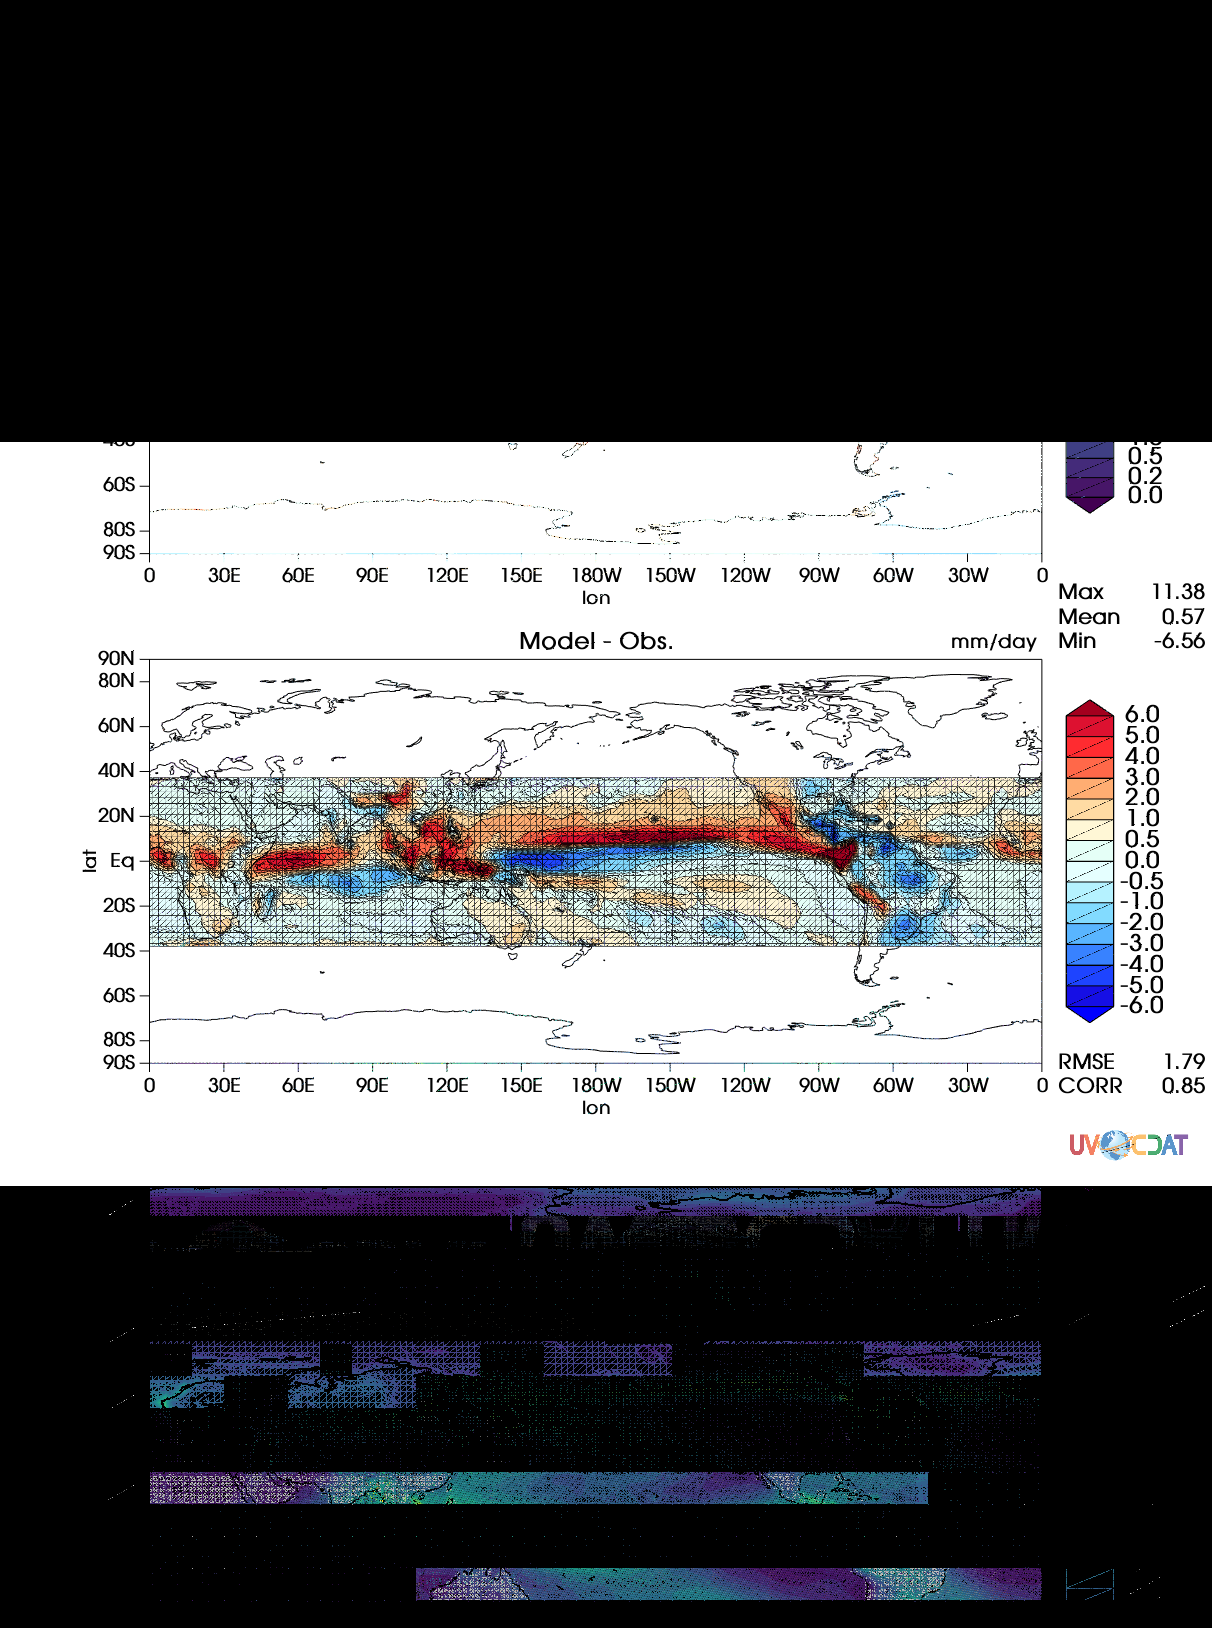 0.5
60S
0.2
0.0
80S
90S
0 30E 60E 90E 120E 150E 180W 150W 120W 90W 60W 30W 0
lon
Max 11.38
Mean 0.57
Model - Obs. mm/day Min -6.56
90N
80N
60N
40N
20N
Eq
20S
40S
60S
80S
90S
lat
6.0
5.0
4.0
3.0
2.0
1.0
0.5
0.0
-0.5
-1.0
-2.0
-3.0
-4.0
-5.0
-6.0
RMSE 1.79
CORR 0.85
0 30E 60E 90E 120E 150E 180W 150W 120W 90W 60W 30W 0
lon
UV CDAT